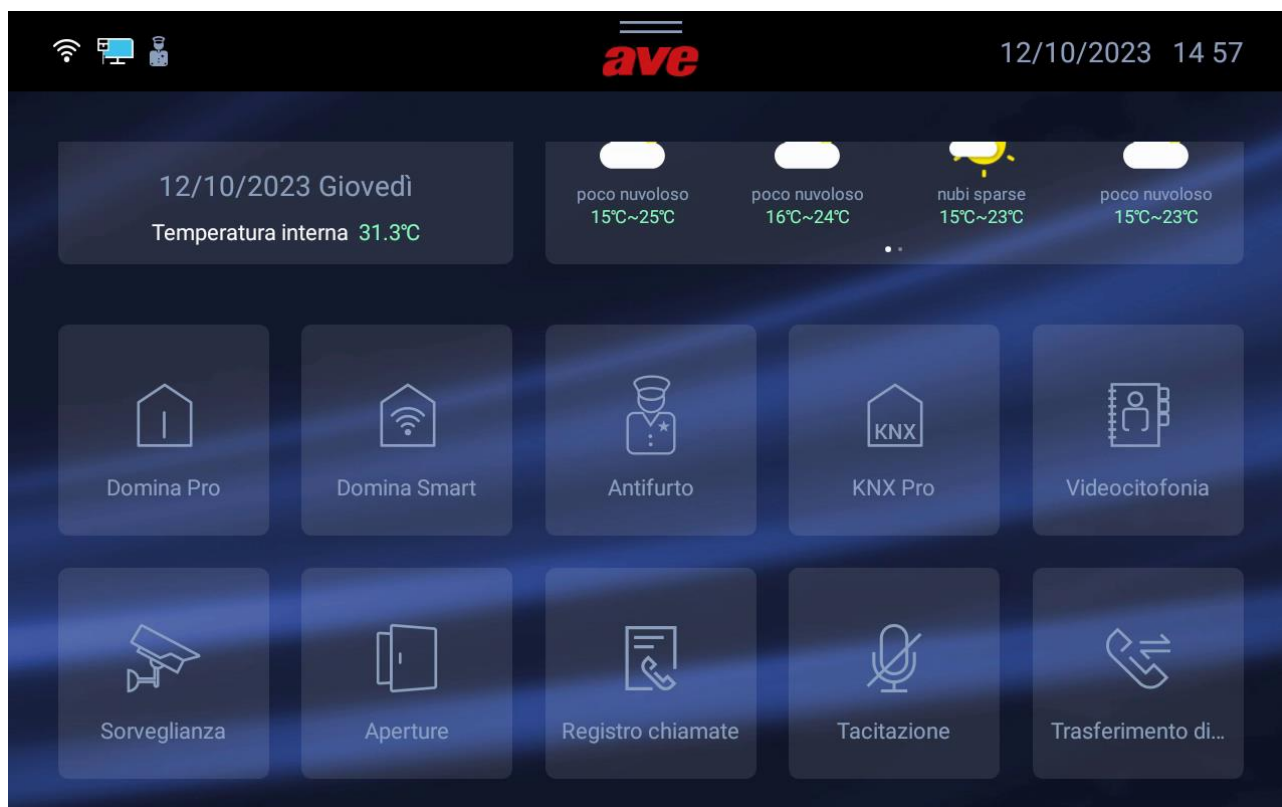 ave
12/10/2023 14 57
12/10/2023 Giovedì
Temperatura interna 31.3℃
poco nuvoloso poco nuvoloso nubi sparse poco nuvoloso
15℃~25℃ 16℃~24℃ 15℃~23℃ 15℃~23℃
KNX
Domina Pro Domina Smart Antifurto KNX Pro Videocitofonia
Sorveglianza Aperture Registro chiamate Tacitazione Trasferimento di...